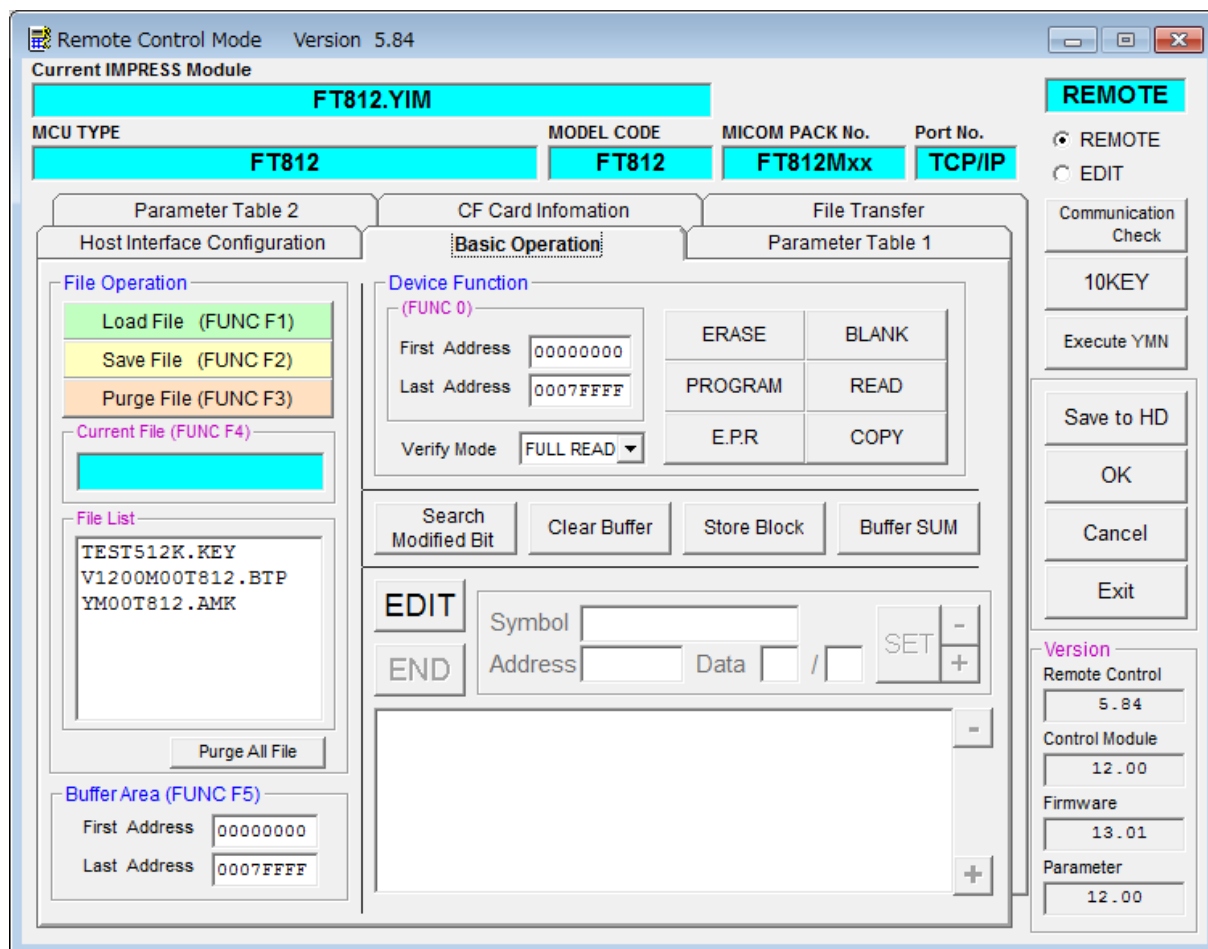 Remote Control Mode Version 5.84
Current IMPRESS Module
FT812.YIM
REMOTE
MCU TYPE MODEL CODE MICOM PACK No. Port No.
FT812 FT812 FT812Mxx TCP/IP
REMOTE
EDIT
Parameter Table 2 CF Card Infomation File Transfer
Host Interface Configuration Basic Operation Parameter Table 1
File Operation
Load File (FUNC F1)
Save File (FUNC F2)
Purge File (FUNC F3)
Current File (FUNC F4)
File List
TEST512K.KEY
V1200M00T812.BTP
YM00T812.AMK
Purge All File
Buffer Area (FUNC F5)
First Address 00000000
Last Address 0007FFFF
Device Function
(FUNC 0)
First Address 00000000
Last Address 0007FFFF
Verify Mode FULL READ
ERASE BLANK
PROGRAM READ
E.P.R COPY
Search
Modified Bit
Clear Buffer
Store Block
Buffer SUM
EDIT
END
Symbol
Address Data /
SET
-
+
-
+
Communication
Check
10KEY
Execute YMN
Save to HD
OK
Cancel
Exit
Version
Remote Control
5.84
Control Module
12.00
Firmware
13.01
Parameter
12.00